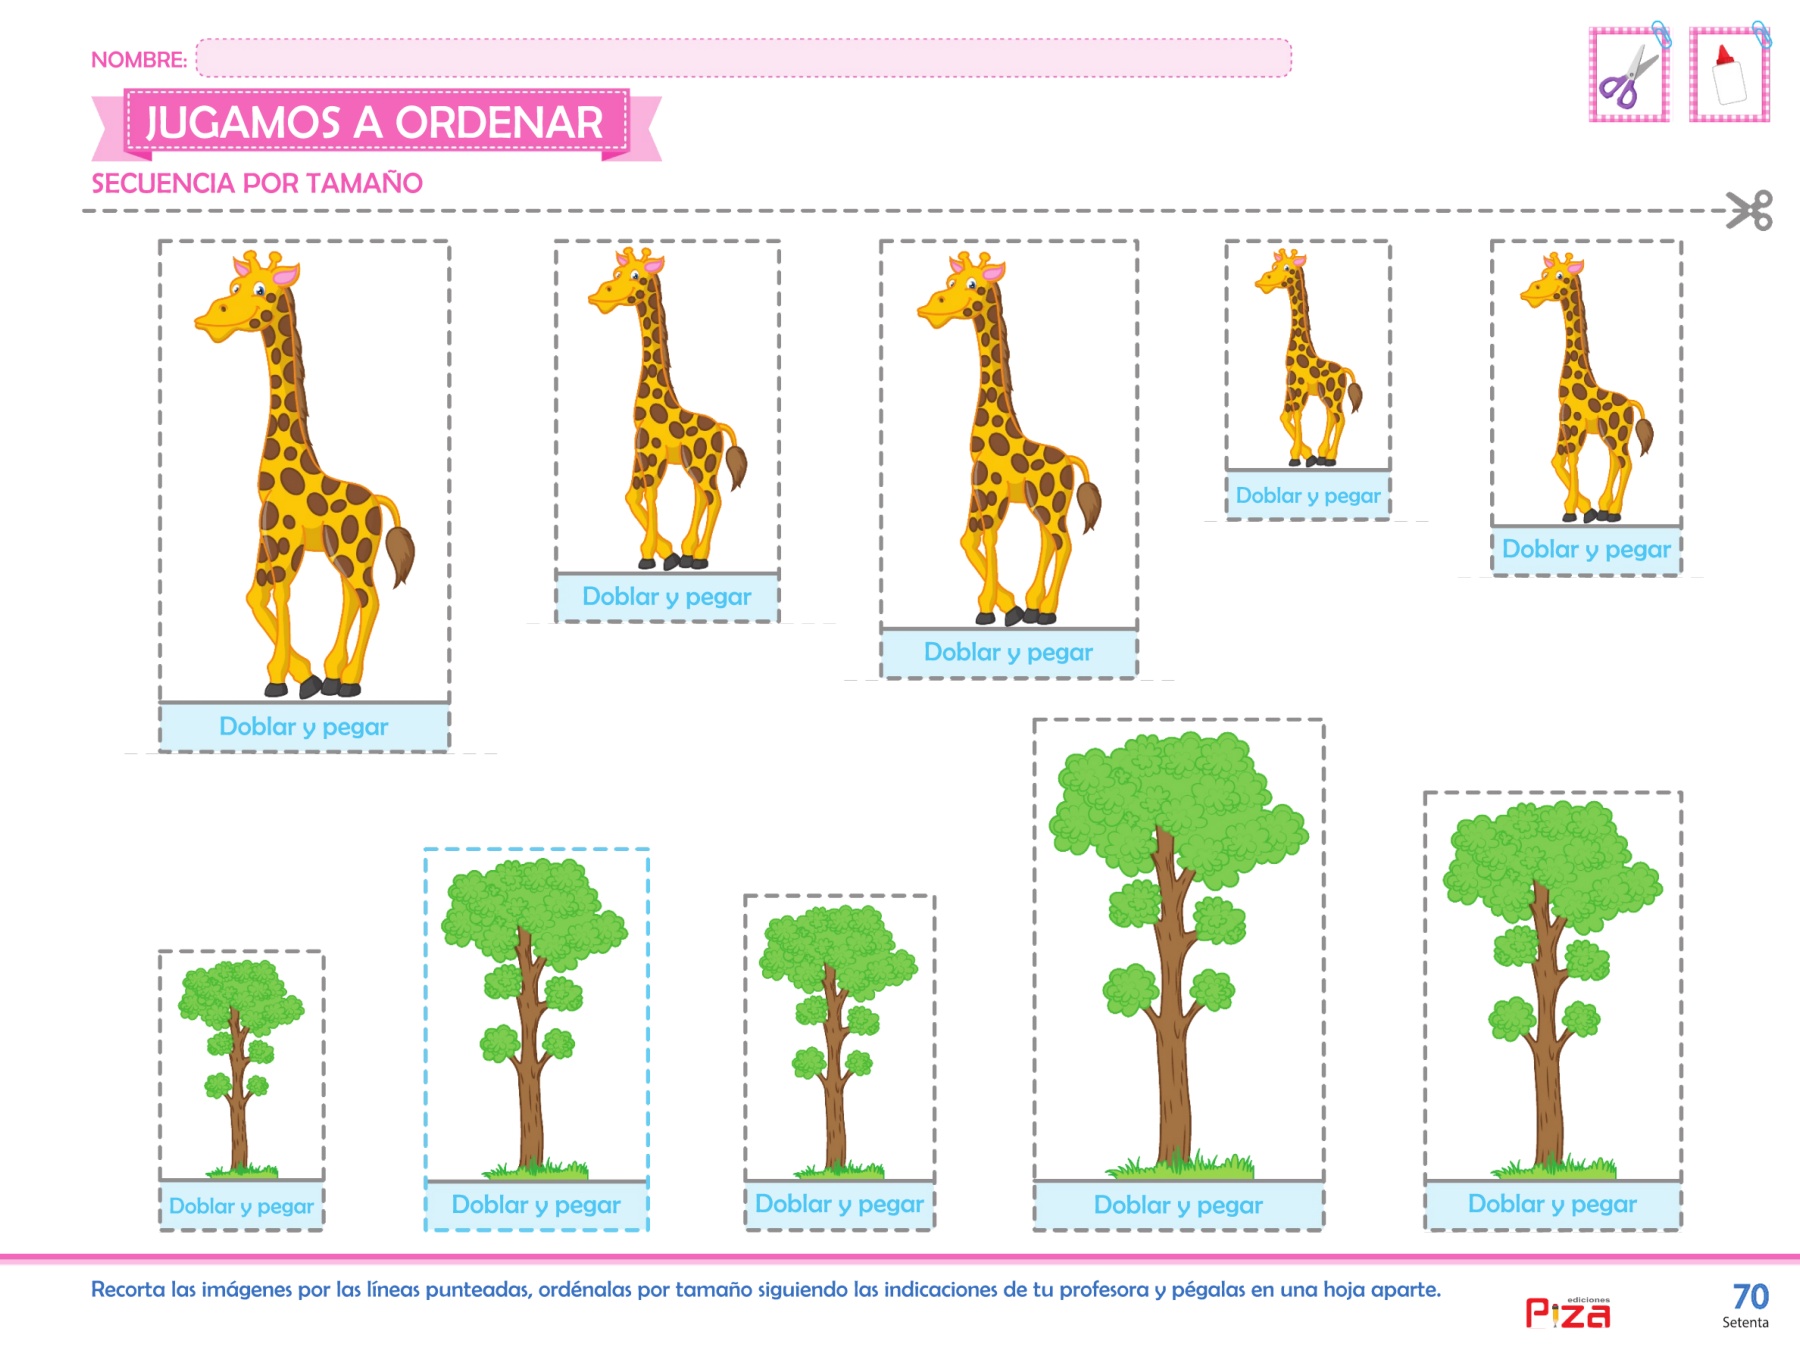 NOMBRE:
JUGAMOS A ORDENAR
SECUENCIA POR TAMAÑO
Doblar y pegar
Doblar y pegar
Doblar y pegar
Doblar y pegar
Doblar y pegar
Doblar y pegar
Doblar y pegar
Doblar y pegar
Doblar y pegar
Doblar y pegar
Recorta las imágenes por las líneas punteadas, ordénalas por tamaño siguiendo las indicaciones de tu profesora y pégalas en una hoja aparte.
ediciones
Piza
70
Setenta